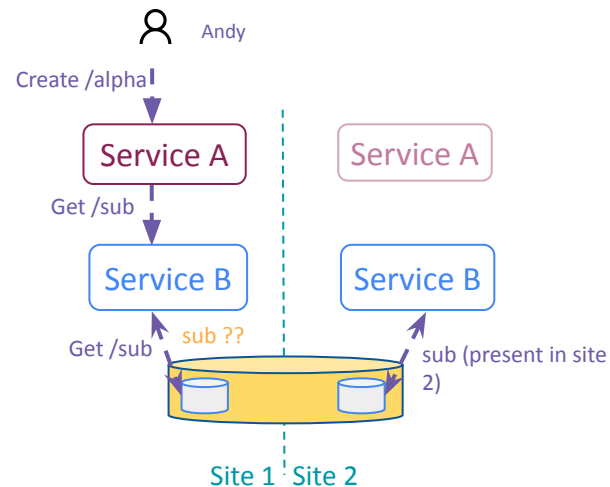 Andy
Create /alpha
Service A
Service A
Get /sub
Service B
Service B
sub ??
Get /sub
sub (present in site
2)
Site 1
Site 2